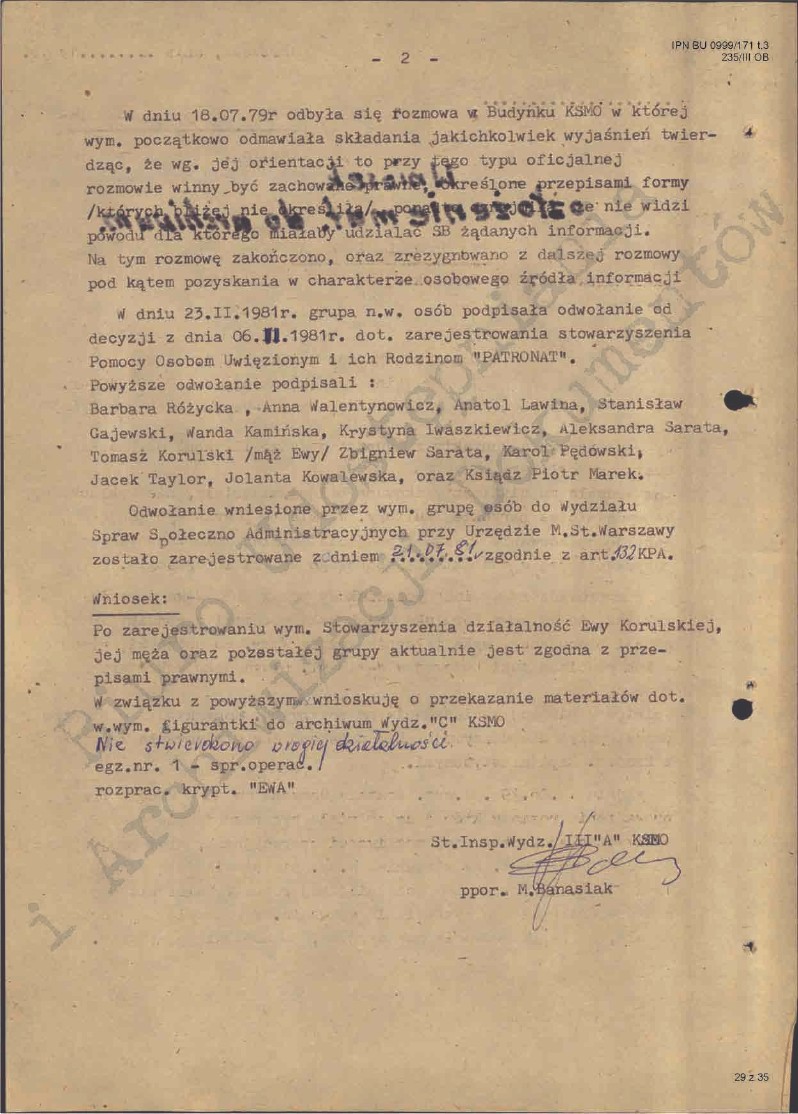 IPN BU 0999/171 t.3
235/III OB
- 2 -
W dniu 18.07.79r odbyła się rozmowa w Budynku KSMO w której
wym. początkowo odmawiała składania jakichkolwiek wyjaśnień twier-
dząc, że wg. jej orientacji to przy tego typu oficjalnej
rozmowie winny być zachowane prawne, określone przepisami formy
/których bliżej nie określiła/ nie widzi
powodu dla którego miałaby udzialać SB żądanych informacji.
Na tym rozmowę zakończono, oraz zrezygnowano z dalszej rozmowy
pod kątem pozyskania w charakterze osobowego źródła informacji
W dniu 23.II.1981r. grupa n.w. osób podpisała odwołanie od
decyzji z dnia 06.II.1981r. dot. zarejestrowania stowarzyszenia
Pomocy Osobom Uwięzionym i ich Rodzinom "PATRONAT".
Powyższe odwołanie podpisali :
Barbara Różycka , Anna Walentynowicz, Anatol Lawina, Stanisław
Gajewski, Wanda Kamińska, Krystyna Iwaszkiewicz, Aleksandra Sarata,
Tomasz Korulski /mąż Ewy/ Zbigniew Sarata, Karol Pędowski,
Jacek Taylor, Jolanta Kowalewska, oraz Ksiądz Piotr Marek.
Odwołanie wniesione przez wym. grupę osób do Wydziału
Spraw Społeczno Administracyjnych przy Urzędzie M.St.Warszawy
zostało zarejestrowane z dniem 21.07.81 zgodnie z art.132 KPA.
Wniosek:
Po zarejestrowaniu wym. Stowarzyszenia działalność Ewy Korulskiej,
jej męża oraz pozostałej grupy aktualnie jest zgodna z prze-
pisami prawnymi.
W związku z powyższym wnioskuję o przekazanie materiałów dot.
w.wym. figurantki do archiwum Wydz."C" KSMO
Nie stwierdzono wrogiej działalności.
egz.nr. 1 - spr.operac.
rozprac. krypt. "EWA"
St.Insp.Wydz. III"A" KSMO
ppor. M.Banasiak
29 z 35